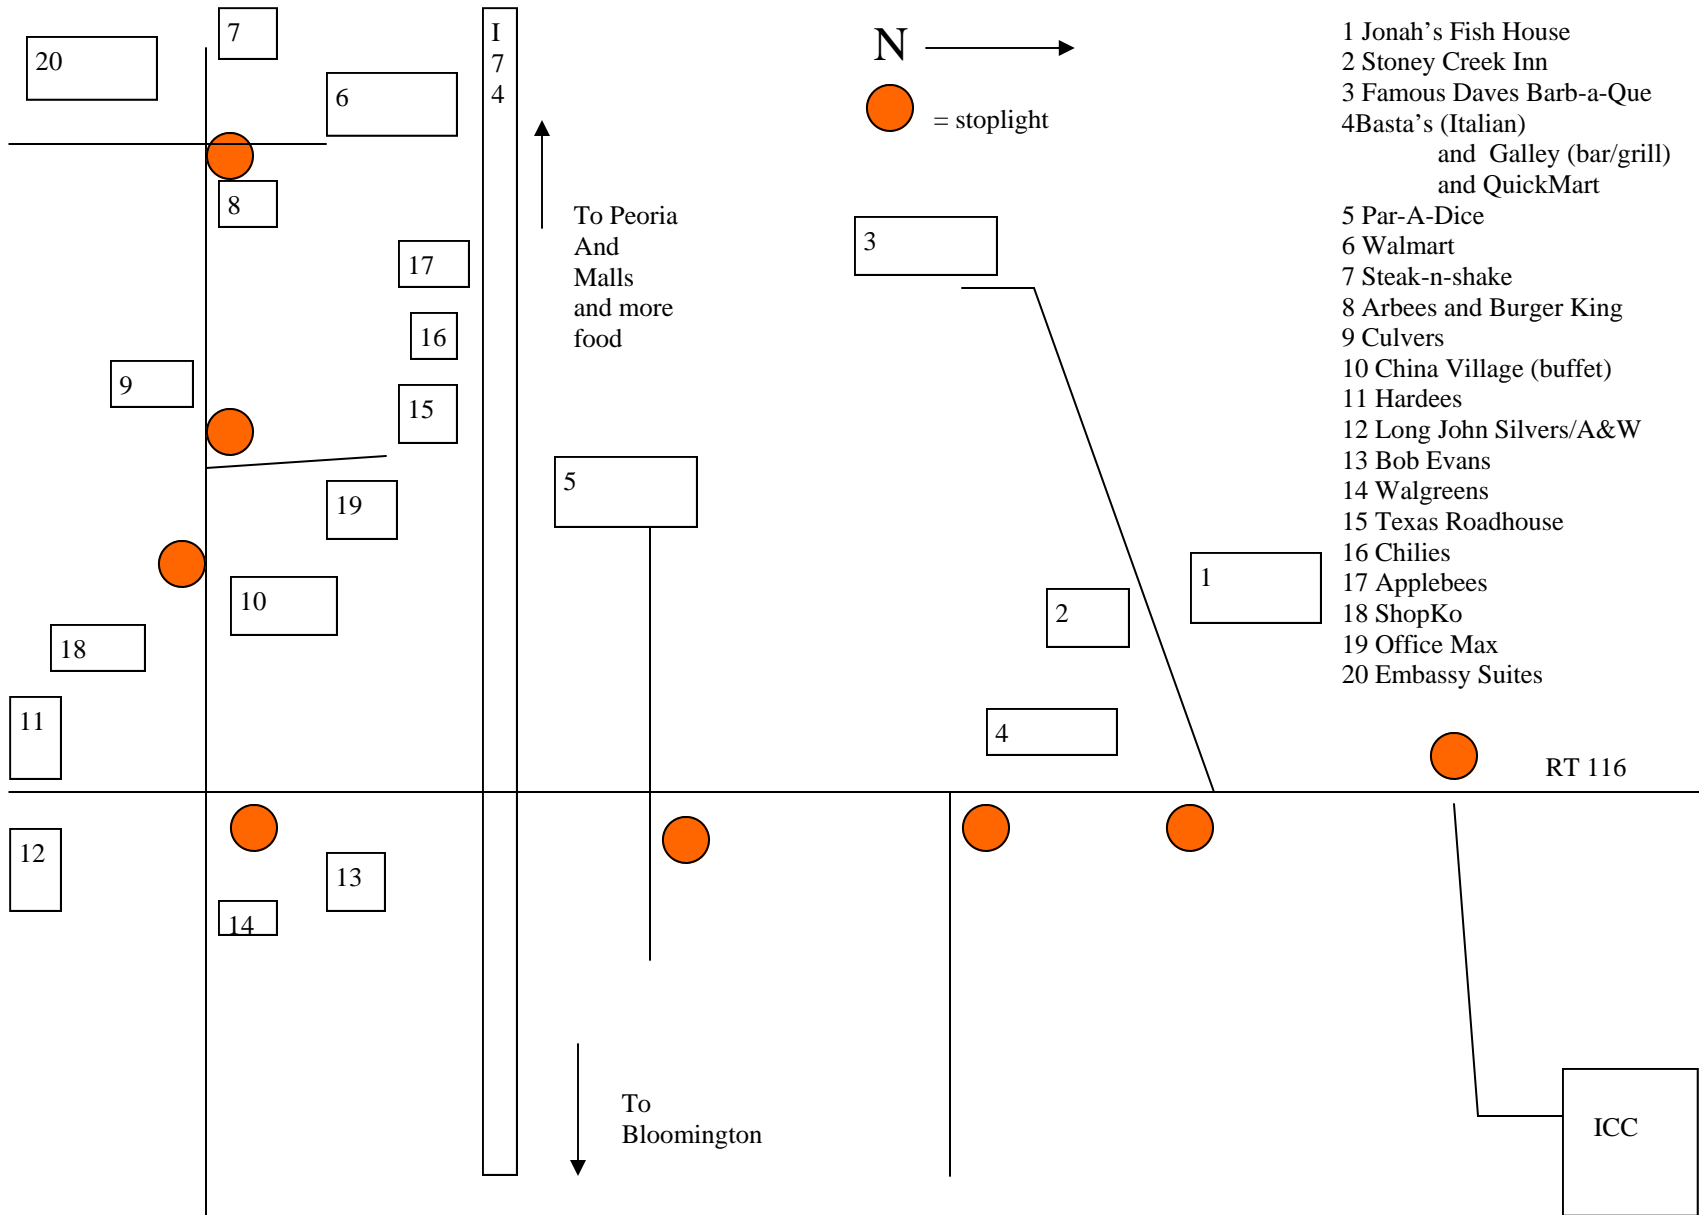 7
20
I
7
4
6
N
= stoplight
8
To Peoria
And
Malls
and more
food
17
16
3
9
15
5
19
10
2
1
18
11
4
RT 116
12
13
14
To
Bloomington
ICC
1 Jonah’s Fish House
2 Stoney Creek Inn
3 Famous Daves Barb-a-Que
4Basta’s (Italian)
and Galley (bar/grill)
and QuickMart
5 Par-A-Dice
6 Walmart
7 Steak-n-shake
8 Arbees and Burger King
9 Culvers
10 China Village (buffet)
11 Hardees
12 Long John Silvers/A&W
13 Bob Evans
14 Walgreens
15 Texas Roadhouse
16 Chilies
17 Applebees
18 ShopKo
19 Office Max
20 Embassy Suites